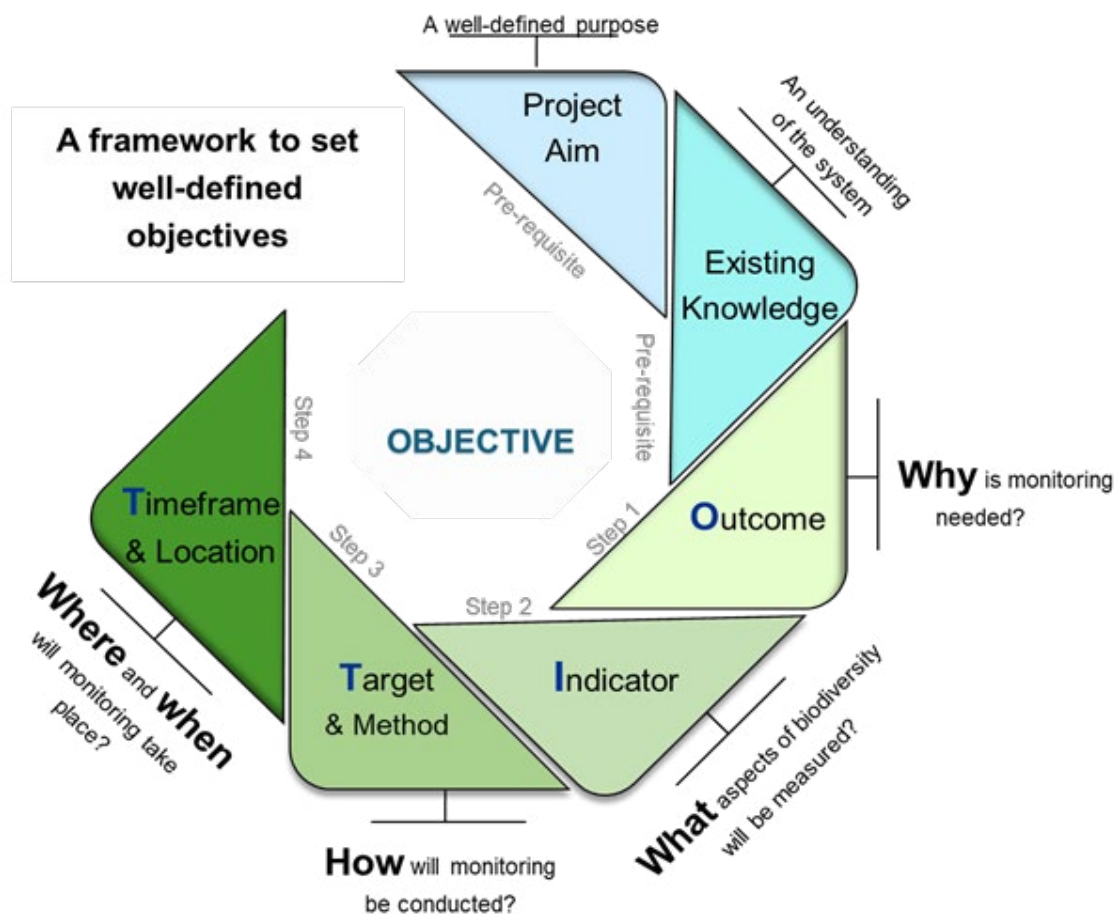 A well-defined purpose
A framework to set
well-defined
objectives
Project
Aim
Pre-requisite
An understanding
of the system
Existing
Knowledge
Pre-requisite
OBJECTIVE
Step 1
Outcome
Why is monitoring
needed?
Step 2
Indicator
What aspects of biodiversity
will be measured?
Step 3
Target
& Method
How will monitoring
be conducted?
Step 4
Timeframe
& Location
Where and when
will monitoring take
place?